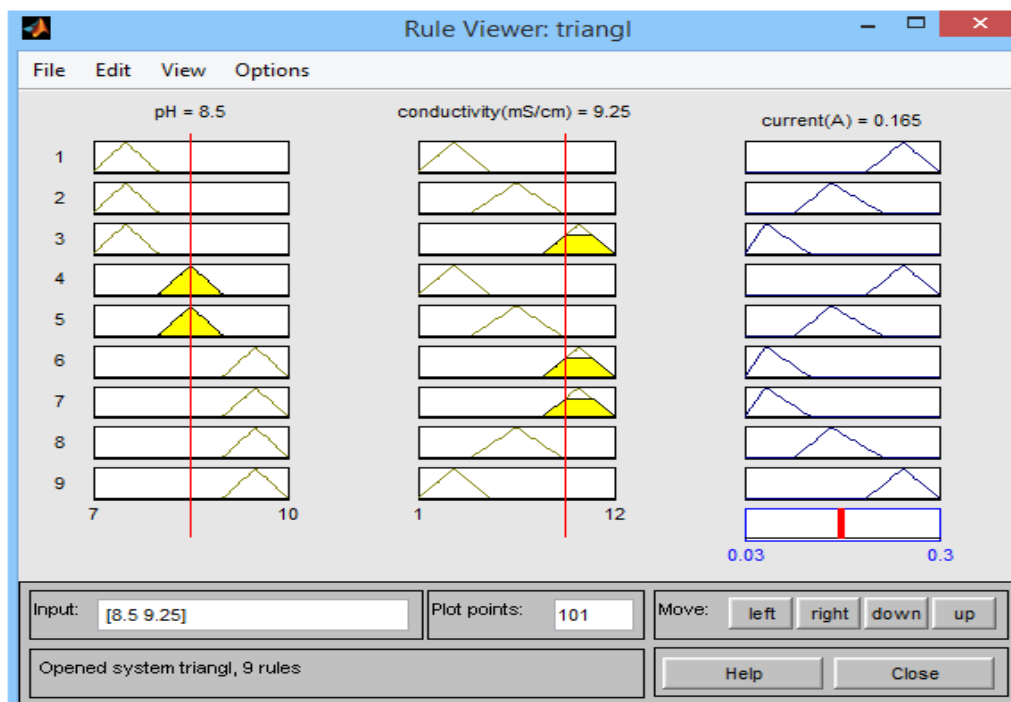 Rule Viewer: triangl
File Edit View Options
pH = 8.5 conductivity(mS/cm) = 9.25 current(A) = 0.165
1
2
3
4
5
6
7
8
9
7 10 1 12
0.03 0.3
Input: [8.5 9.25] Plot points: 101 Move: left right down up
Opened system triangl, 9 rules Help Close